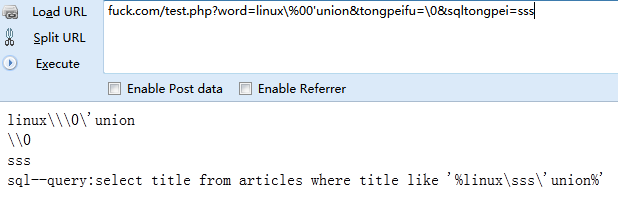 Load URL
fuck.com/test.php?word=linux\%00'union&tongpeifu=\0&sqltongpei=sss
Split URL
Execute
Enable Post data
Enable Referrer
linux\\\0\'union
\\0
sss
sql--query:select title from articles where title like '%linux\sss\'union%'